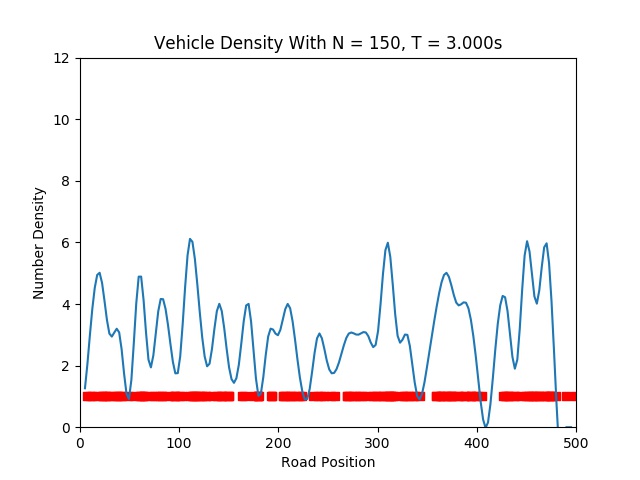 Vehicle Density With N = 150, T = 3.000s
12
10
8
6
4
2
0
Number Density
0 100 200 300 400 500
Road Position